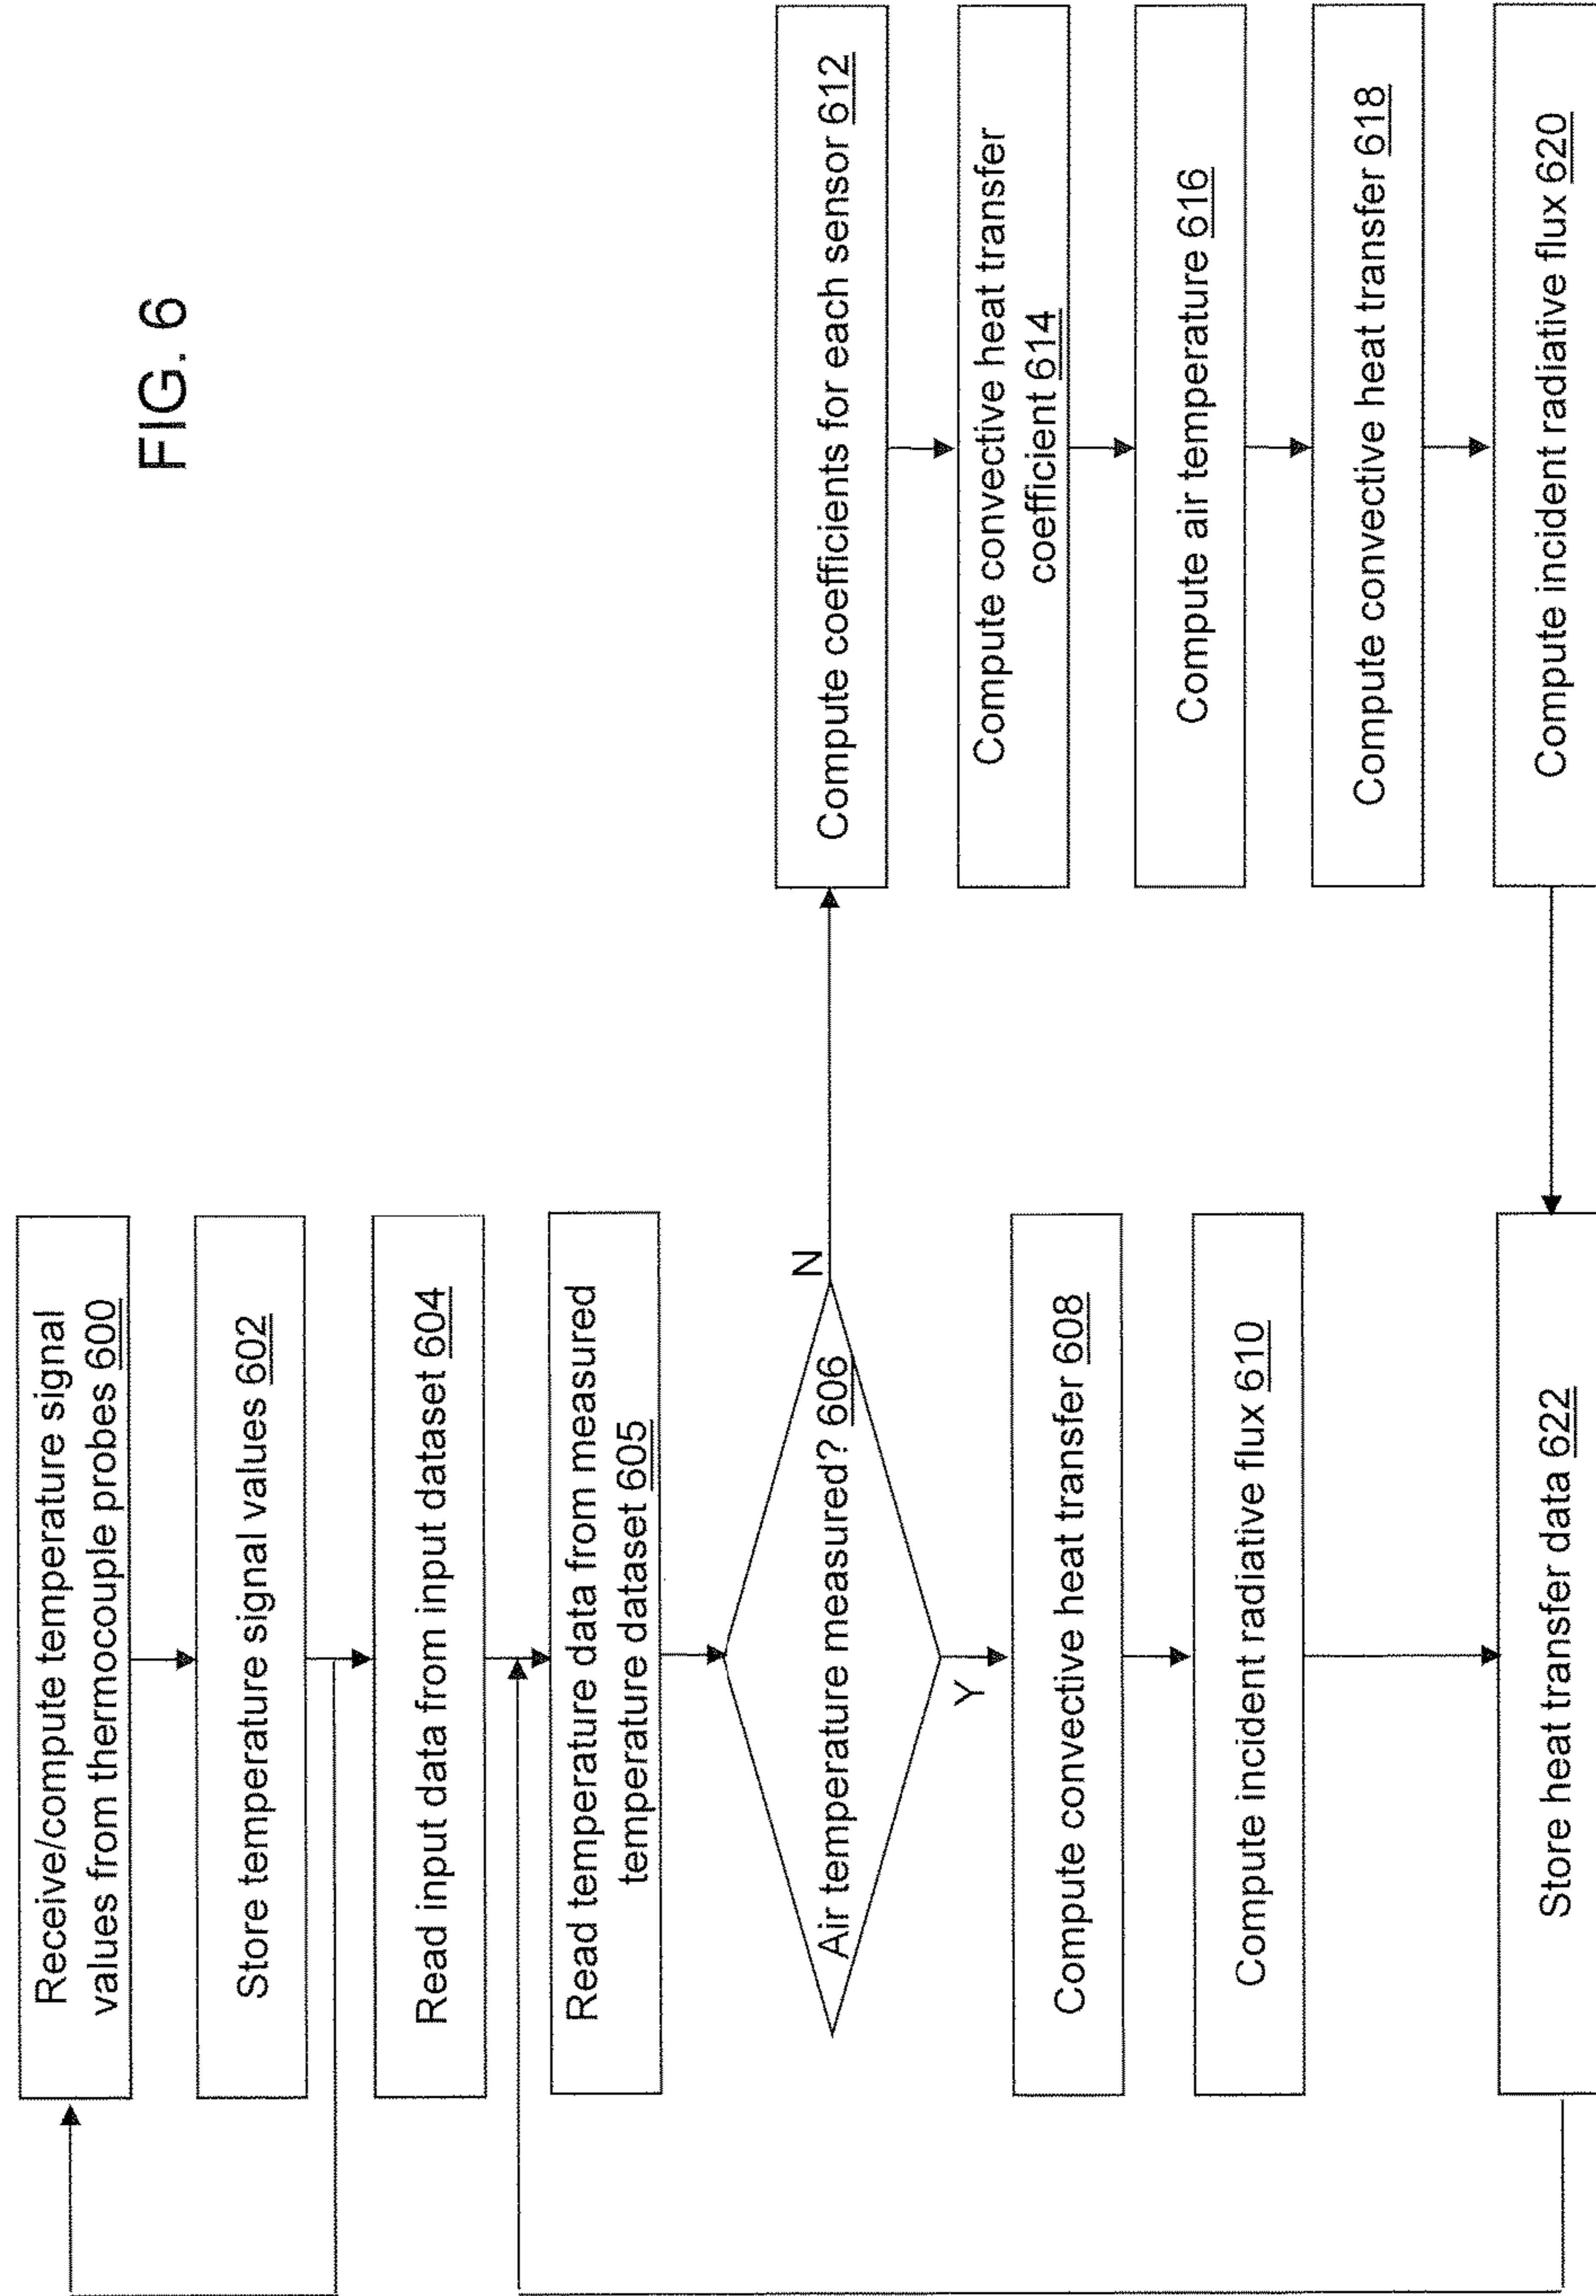 FIG. 6
Receive/compute temperature signal
values from thermocouple probes 600
Store temperature signal values 602
Read input data from input dataset 604
Read temperature data from measured
temperature dataset 605
Air temperature measured? 606
N
Y
Compute convective heat transfer 608
Compute incident radiative flux 610
Compute coefficients for each sensor 612
Compute convective heat transfer
coefficient 614
Compute air temperature 616
Compute convective heat transfer 618
Compute incident radiative flux 620
Store heat transfer data 622